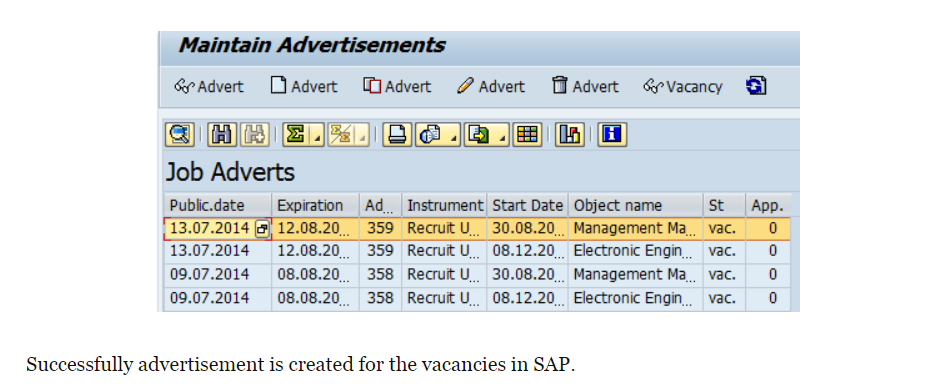 Maintain Advertisements
Advert Advert Advert Advert Advert Vacancy
Job Adverts
Public.date Expiration Ad... Instrument Start Date Object name St App.
13.07.2014 12.08.20... 359 Recruit U... 30.08.20... Management Ma... vac. 0
13.07.2014 12.08.20... 359 Recruit U... 08.12.20... Electronic Engin... vac. 0
09.07.2014 08.08.20... 358 Recruit U... 30.08.20... Management Ma... vac. 0
09.07.2014 08.08.20... 358 Recruit U... 08.12.20... Electronic Engin... vac. 0
Successfully advertisement is created for the vacancies in SAP.